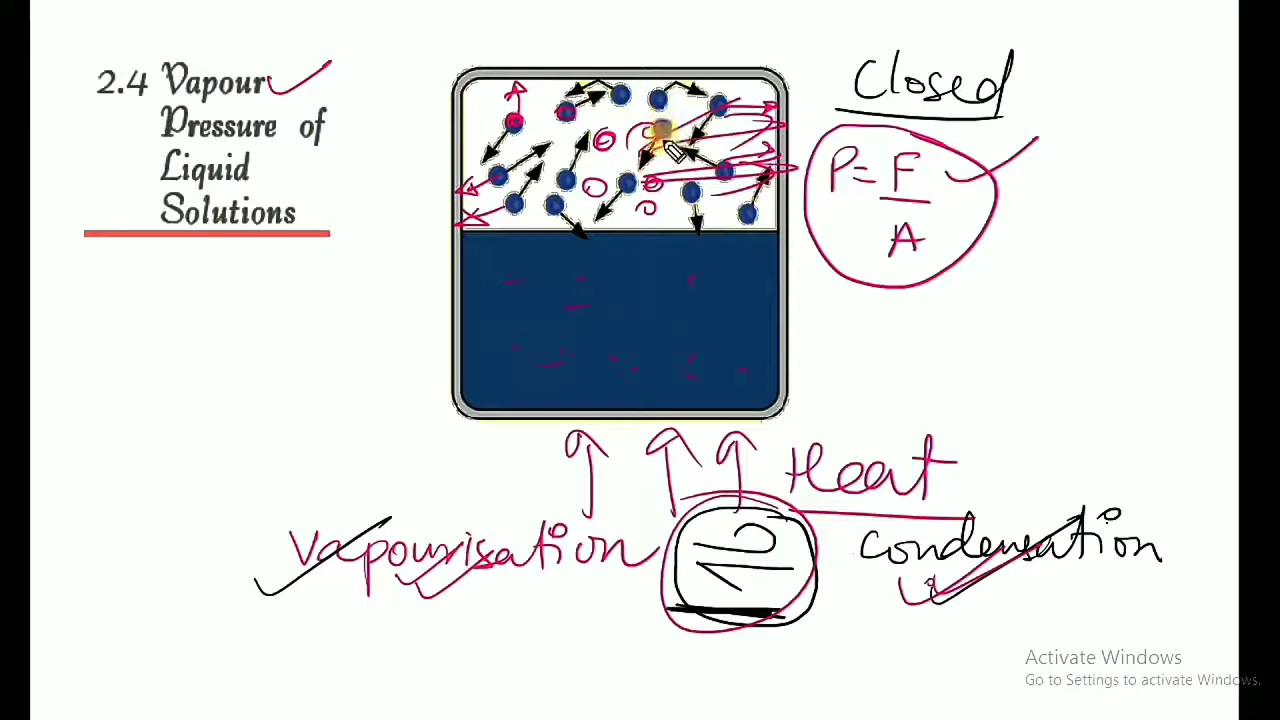 2.4 Vapour
Pressure of
Liquid
Solutions
Closed
P = F
A
Heat
Vapourisation
condensation
Activate Windows
Go to Settings to activate Windows.